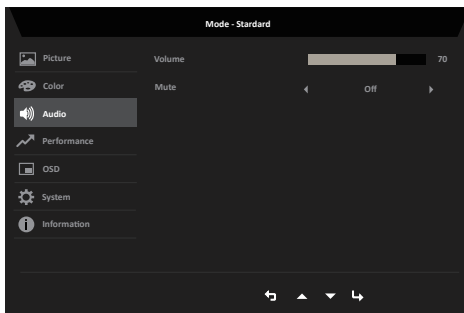 Mode - Stardard
Picture
Volume 70
Color
Mute Off
Audio
Performance
OSD
System
Information